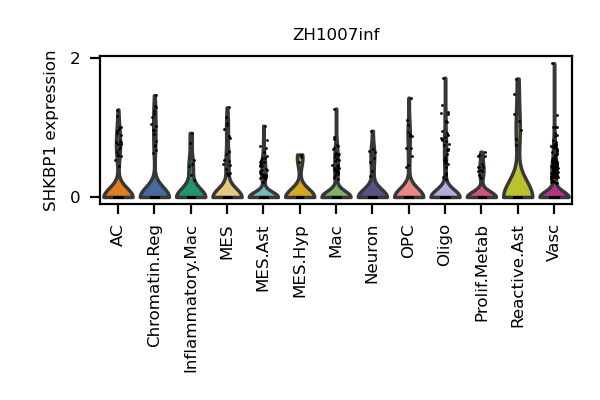 ZH1007inf
SHKBP1 expression
2
0
AC
Chromatin.Reg
Inflammatory.Mac
MES
MES.Ast
MES.Hyp
Mac
Neuron
OPC
Oligo
Prolif.Metab
Reactive.Ast
Vasc